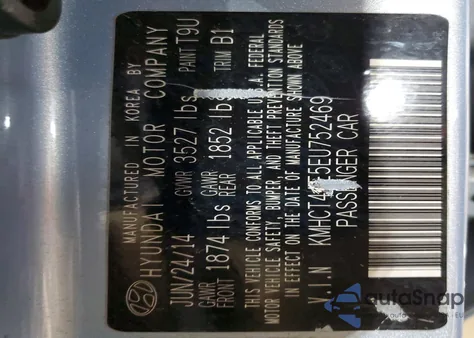 MANUFACTURED IN KOREA BY
HYUNDAI MOTOR COMPANY
JUN/24/14 GVWR 3527 lbs PAINT T9U
GAWR FRONT 1874 lbs GAWR REAR 1852 lbs TRIM B1
THIS VEHICLE CONFORMS TO ALL APPLICABLE U.S.A. FEDERAL
MOTOR VEHICLE SAFETY, BUMPER, AND THEFT PREVENTION STANDARDS
IN EFFECT ON THE DATE OF MANUFACTURE SHOWN ABOVE
V.I.N KMHCT4 E5EU752469
PASSENGER CAR
autoSnap